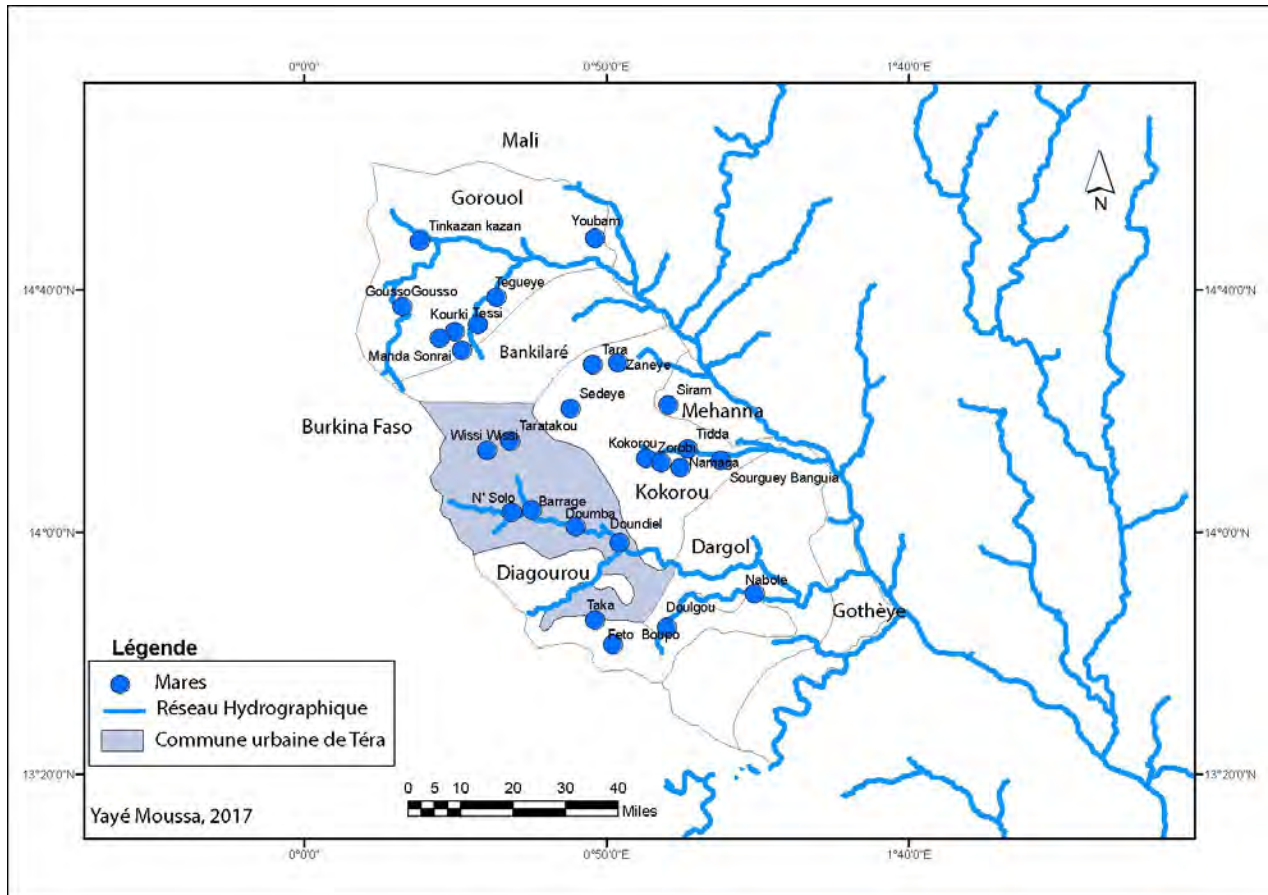 0°0'0"
0°50'0"E
1°40'0"E
Mali
Gorouol
Youbam
Tinkazan kazan
14°40'0"N
14°40'0"N
Tegueye
GoussoGousso
Kourki Tessi
Manda Sonrai
Bankilaré
Tara
Zaneye
Sedeye
Siram
Mehanna
Burkina Faso
Taratakou
Wissi Wissi
Tidda
Kokorou
Zorobi
Namaga
Sourguey Banguia
Kokorou
N' Solo
Barrage
Doumba
Doundiel
14°0'0"N
14°0'0"N
Dargol
Diagourou
Nabole
Taka
Doulgou
Gothèye
Feto
Boupo
N
Légende
Mares
Réseau Hydrographique
Commune urbaine de Téra
13°20'0"N
13°20'0"N
0 5 10 20 30 40
Miles
Yayé Moussa, 2017
0°0'0"
0°50'0"E
1°40'0"E